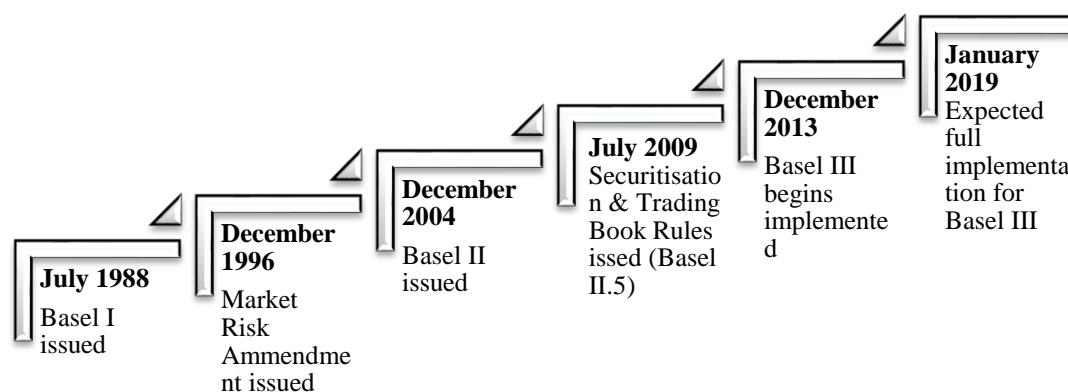 July 1988
Basel I
issued
December
1996
Market
Risk
Ammendme
nt issued
December
2004
Basel II
issued
July 2009
Securitisatio
n & Trading
Book Rules
issed (Basel
II.5)
December
2013
Basel III
begins
implemente
d
January
2019
Expected
full
implementa
tion for
Basel III